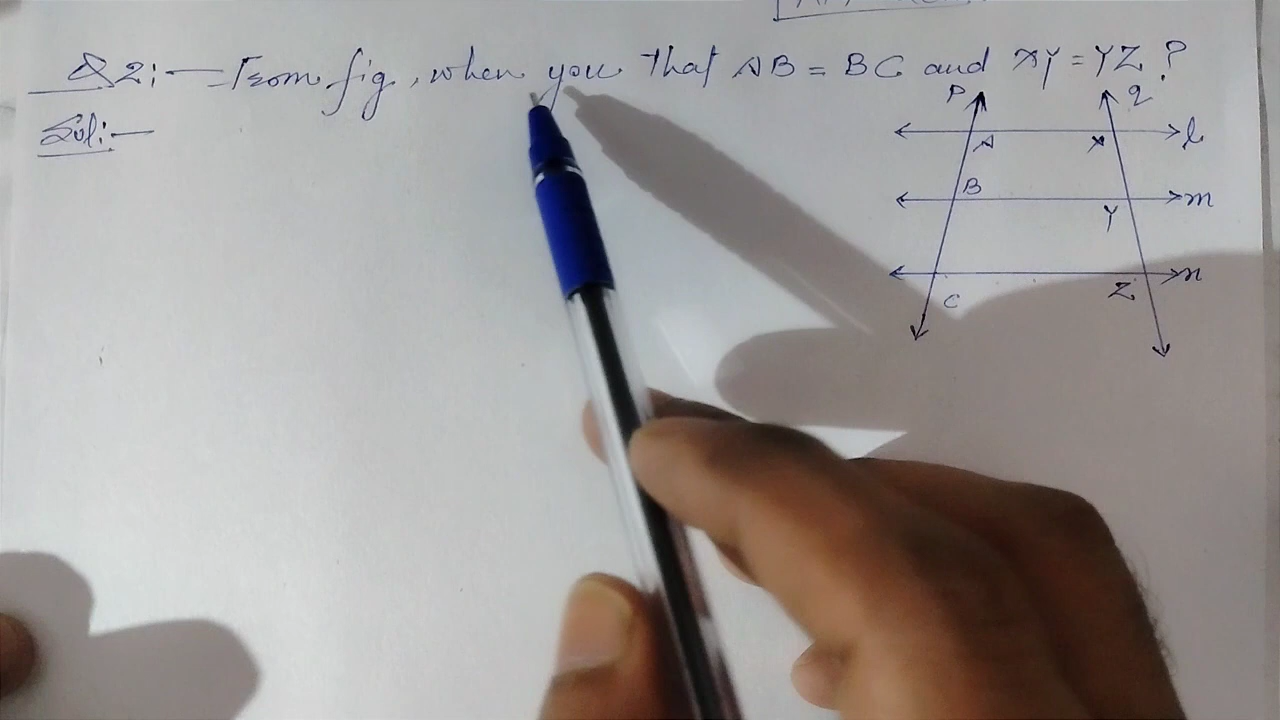 Q2:— From fig, when you that AB = BC and XY = YZ ?
Sol:—
P q
A X l
B Y m
C Z n